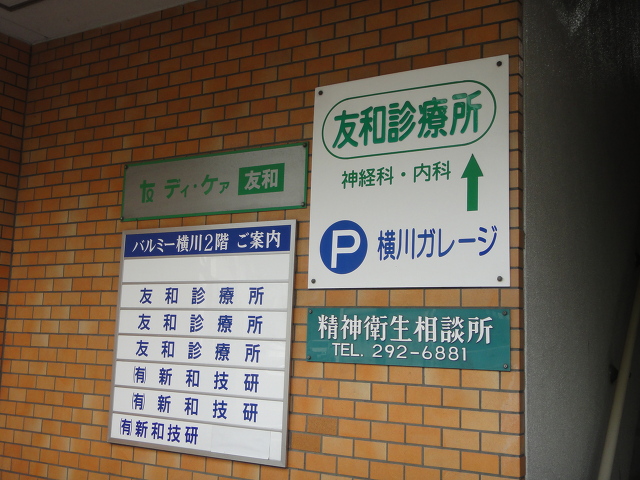 友和診療所
神経科・内科
P 横川ガレージ
精神衛生相談所
TEL. 292-6881
ディ・ケァ 友和
パルミー横川2階 ご案内
友和診療所
友和診療所
友和診療所
(有)新和技研
(有)新和技研
(有)新和技研